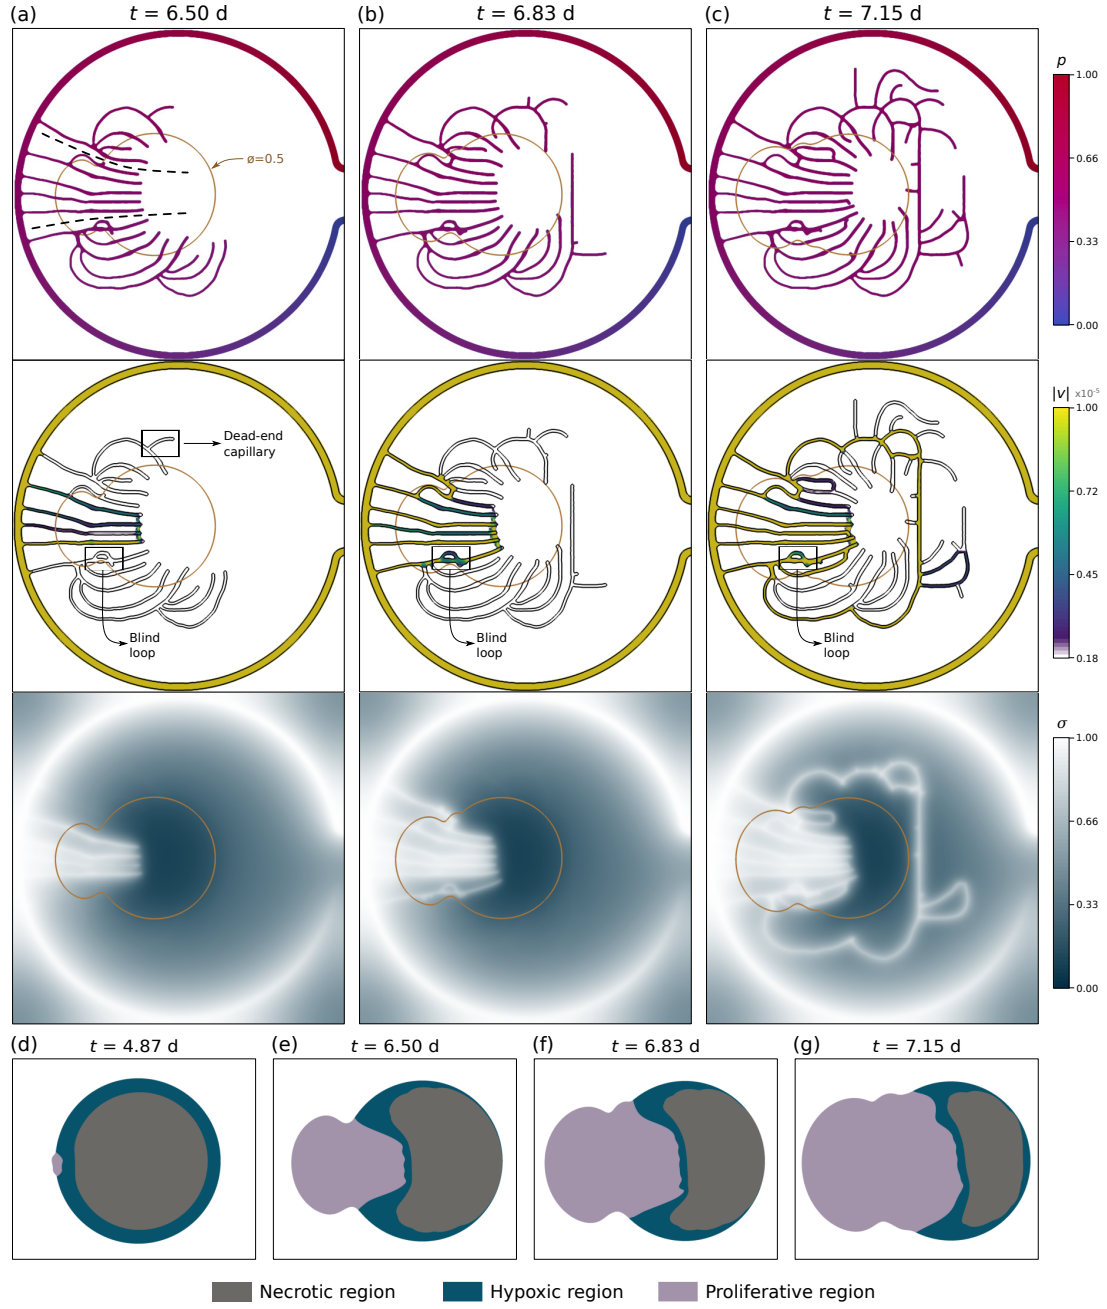 (a) t = 6.50 d
(b) t = 6.83 d
(c) t = 7.15 d
ø=0.5
p
1.00
0.66
0.33
0.00
Dead-end
capillary
Blind
loop
Blind
loop
Blind
loop
|v| x10⁻⁵
1.00
0.72
0.45
0.18
σ
1.00
0.66
0.33
0.00
(d) t = 4.87 d
(e) t = 6.50 d
(f) t = 6.83 d
(g) t = 7.15 d
Necrotic region
Hypoxic region
Proliferative region